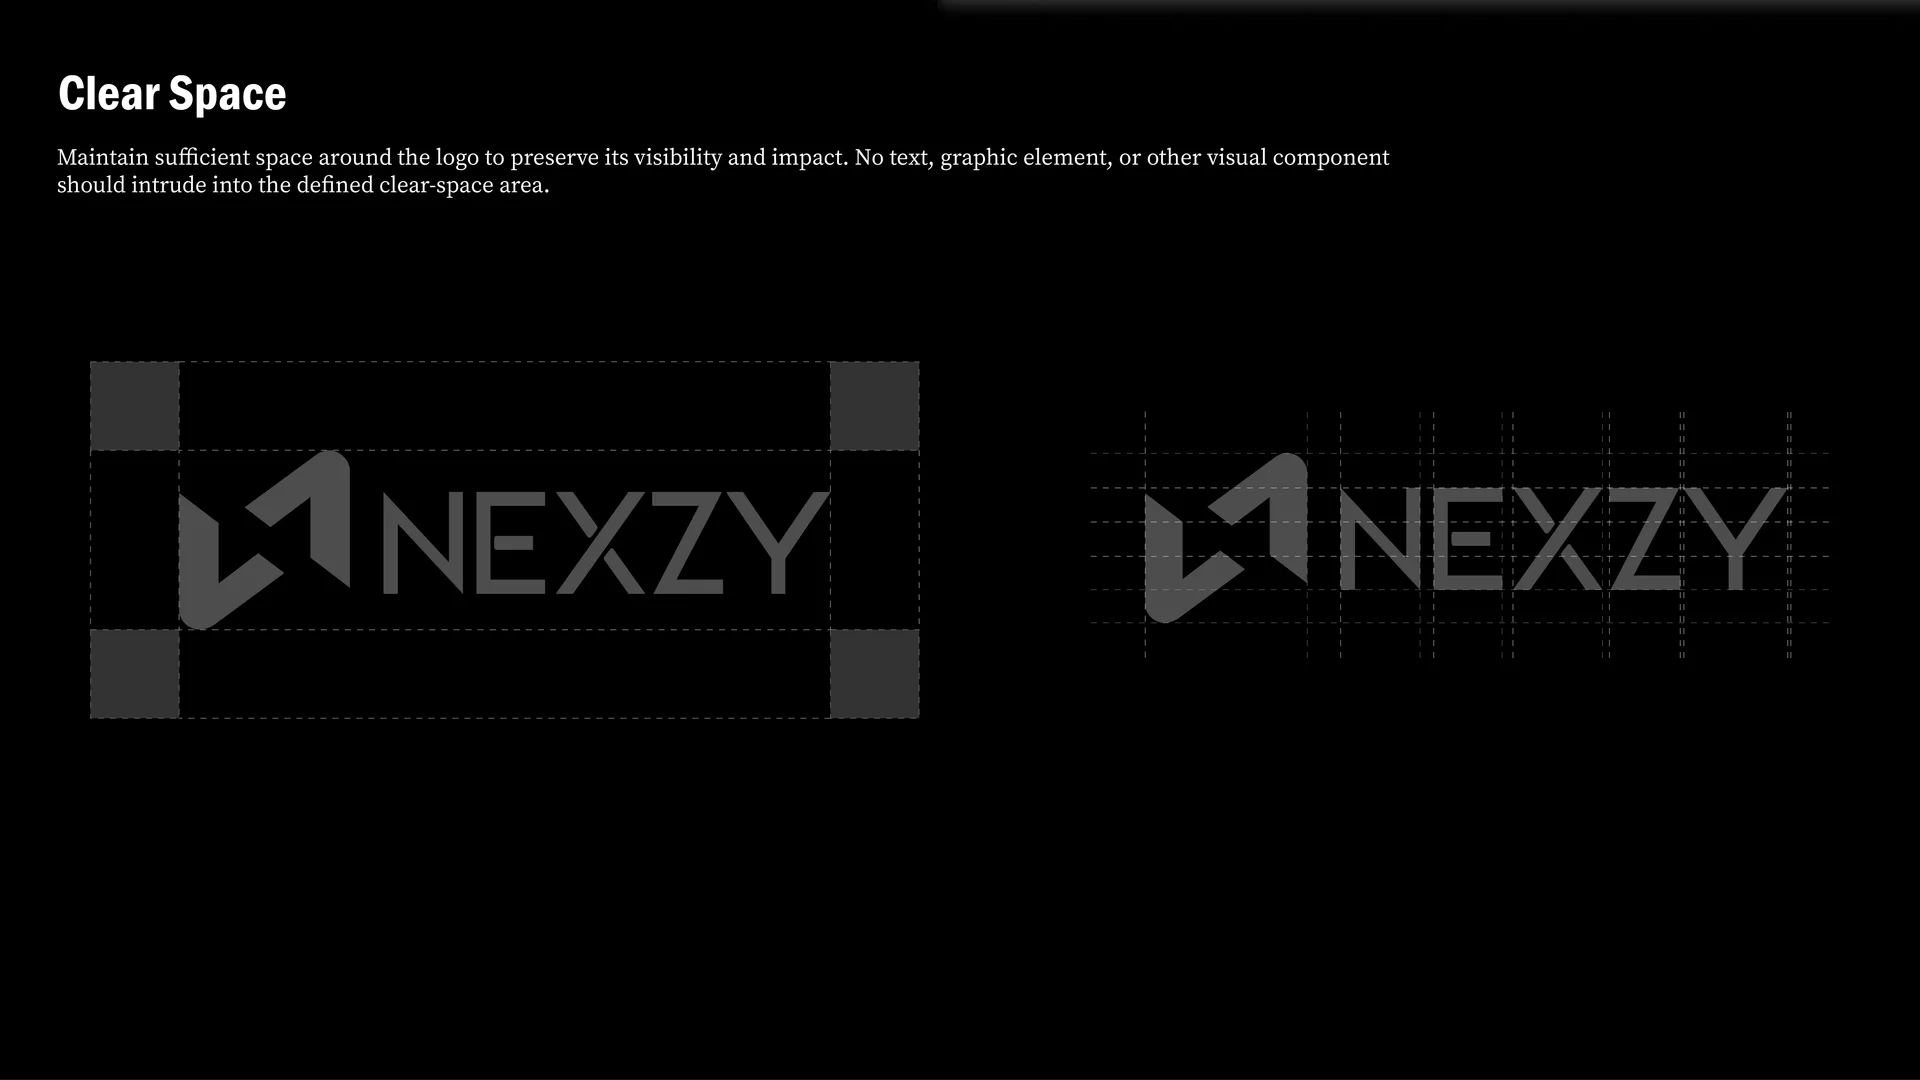 Clear Space
Maintain sufficient space around the logo to preserve its visibility and impact. No text, graphic element, or other visual component
should intrude into the defined clear-space area.
NEXZY
NEXZY